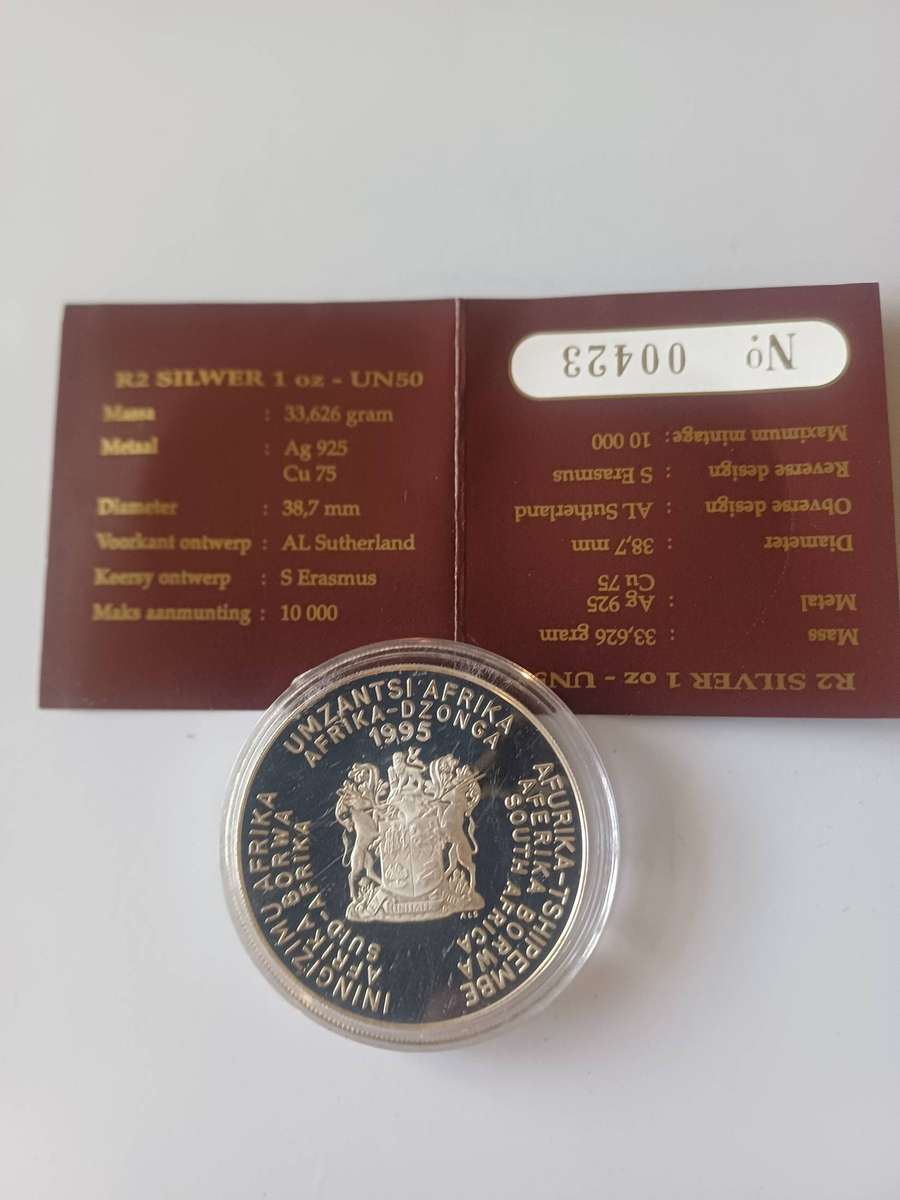 R2 SILWER 1 oz - UN50
Massa : 33,626 gram
Metaal : Ag 925
Cu 75
Diameter : 38,7 mm
Voorkant ontwerp : AL Sutherland
Keersy ontwerp : S Erasmus
Maks aanmunting : 10 000
R2 SILVER 1 oz - UN5
Mass : 33,626 gram
Metal : Ag 925
Cu 75
Diameter : 38,7 mm
Obverse design : AL Sutherland
Reverse design : S Erasmus
Maximum mintage: 10 000
No 00423
UMZANTSI AFRIKA
AFRIKA-DZONGA
1995
AFURIKA-TSHIPEMBE
AFERIKA BORWA
SOUTH AFRICA
ININGIZIMU AFRIKA
AFRIKA BORWA
SUID-AFRIKA
ALS